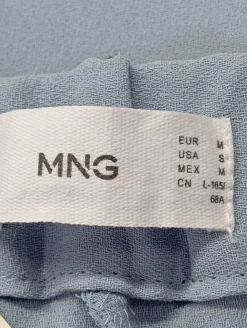 MNG
EUR M
USA S
MEX M
CN L-165/
68A